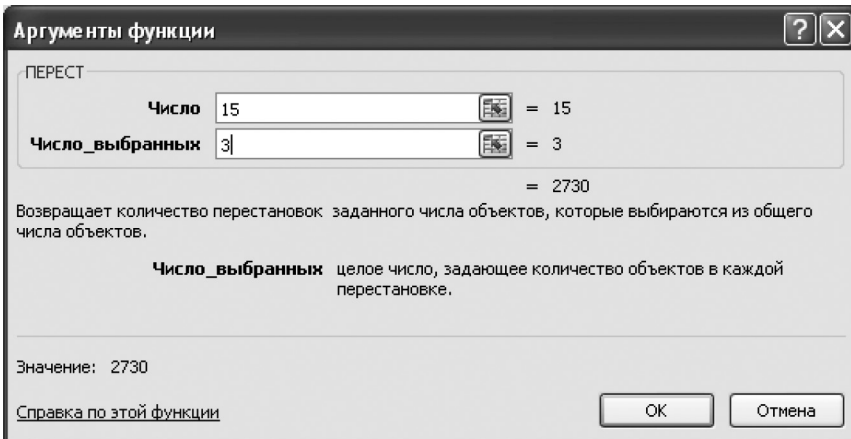 Аргументы функции
ПЕРЕСТ
Число 15 = 15
Число_выбранных 3 = 3
= 2730
Возвращает количество перестановок заданного числа объектов, которые выбираются из общего
числа объектов.
Число_выбранных целое число, задающее количество объектов в каждой
перестановке.
Значение: 2730
Справка по этой функции ОК Отмена